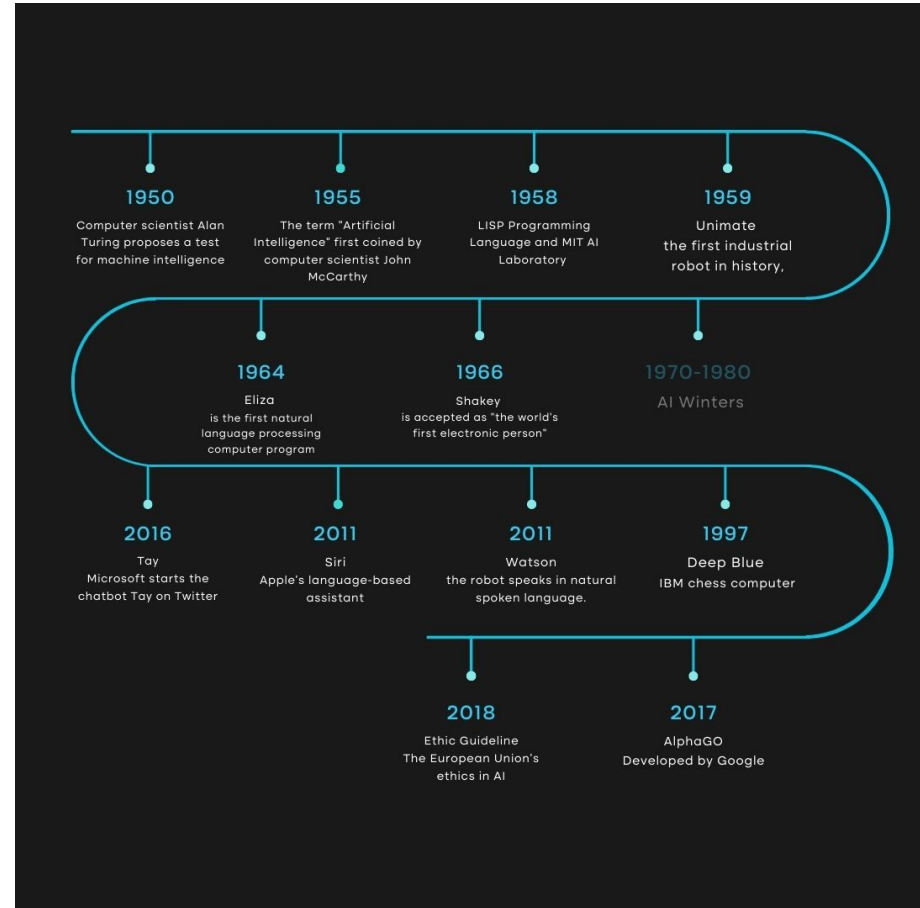 1950
Computer scientist Alan
Turing proposes a test
for machine intelligence
1955
The term "Artificial
Intelligence" first coined by
computer scientist John
McCarthy
1958
LISP Programming
Language and MIT AI
Laboratory
1959
Unimate
the first industrial
robot in history,
1964
Eliza
is the first natural
language processing
computer program
1966
Shakey
is accepted as "the world's
first electronic person"
1970-1980
AI Winters
2016
Tay
Microsoft starts the
chatbot Tay on Twitter
2011
Siri
Apple's language-based
assistant
2011
Watson
the robot speaks in natural
spoken language.
1997
Deep Blue
IBM chess computer
2018
Ethic Guideline
The European Union's
ethics in AI
2017
AlphaGO
Developed by Google